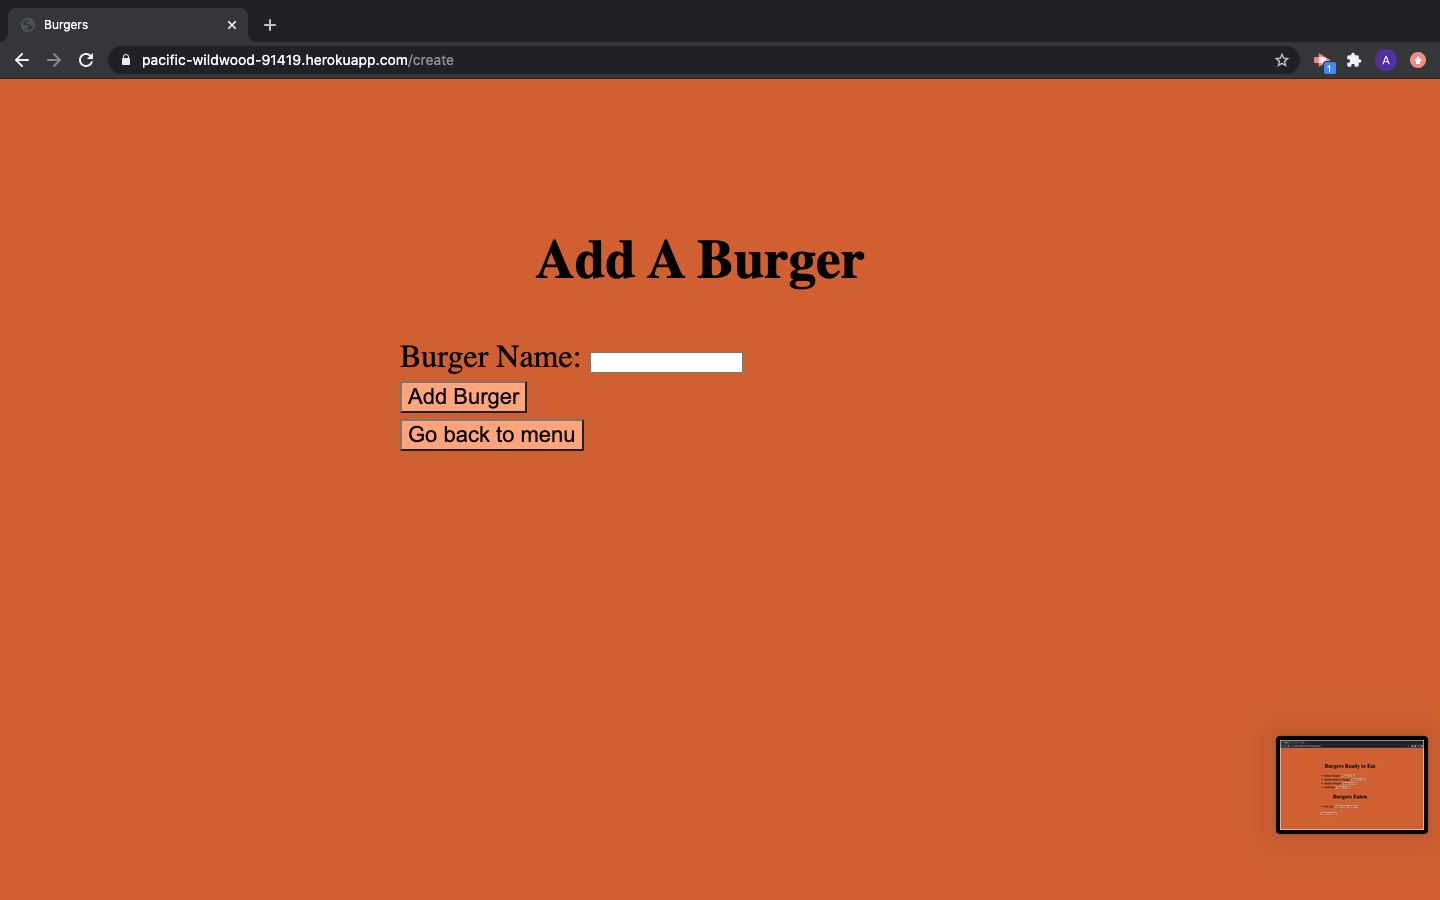 Burgers
pacific-wildwood-91419.herokuapp.com/create
1
A
Add A Burger
Burger Name:
Add Burger
Go back to menu
Burgers Ready to Eat
Burgers Eaten